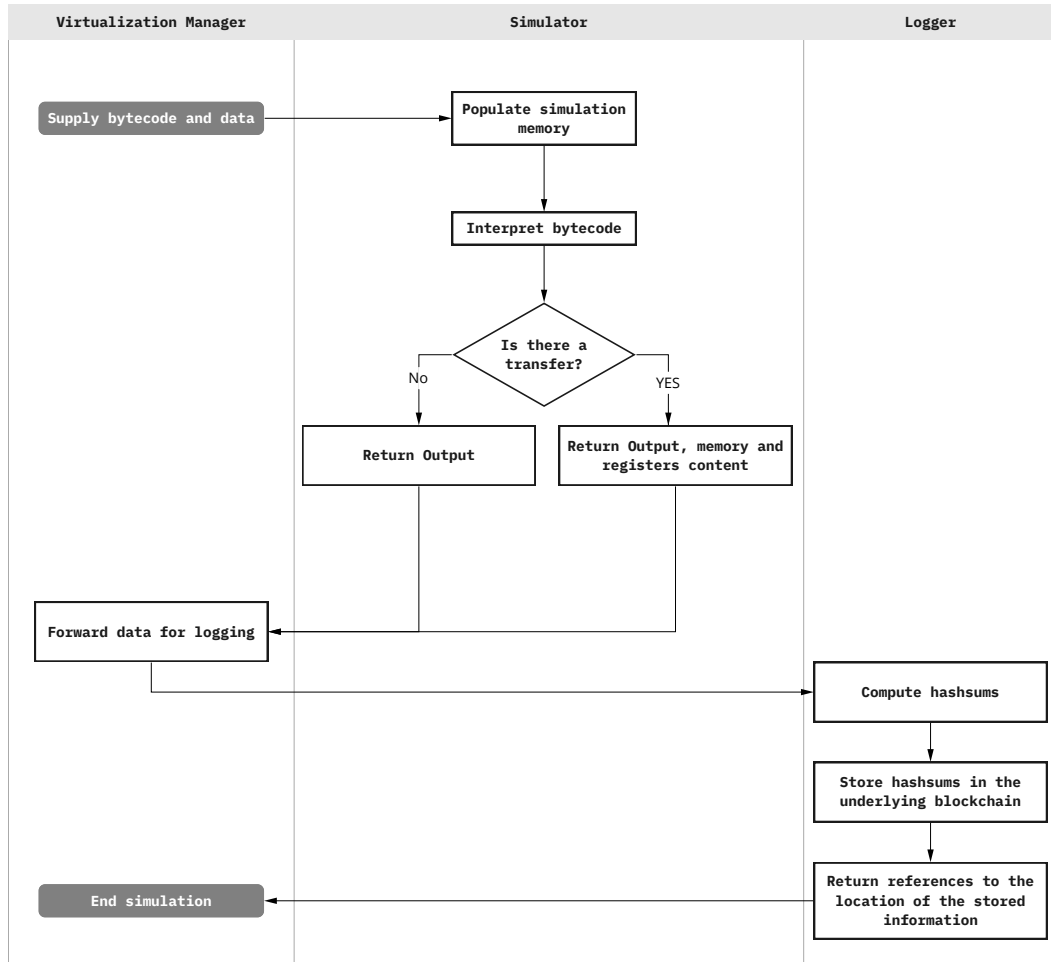 Virtualization Manager
Simulator
Logger
Supply bytecode and data
Populate simulation
memory
Interpret bytecode
Is there a
transfer?
No
YES
Return Output
Return Output, memory and
registers content
Forward data for logging
Compute hashsums
Store hashsums in the
underlying blockchain
Return references to the
location of the stored
information
End simulation